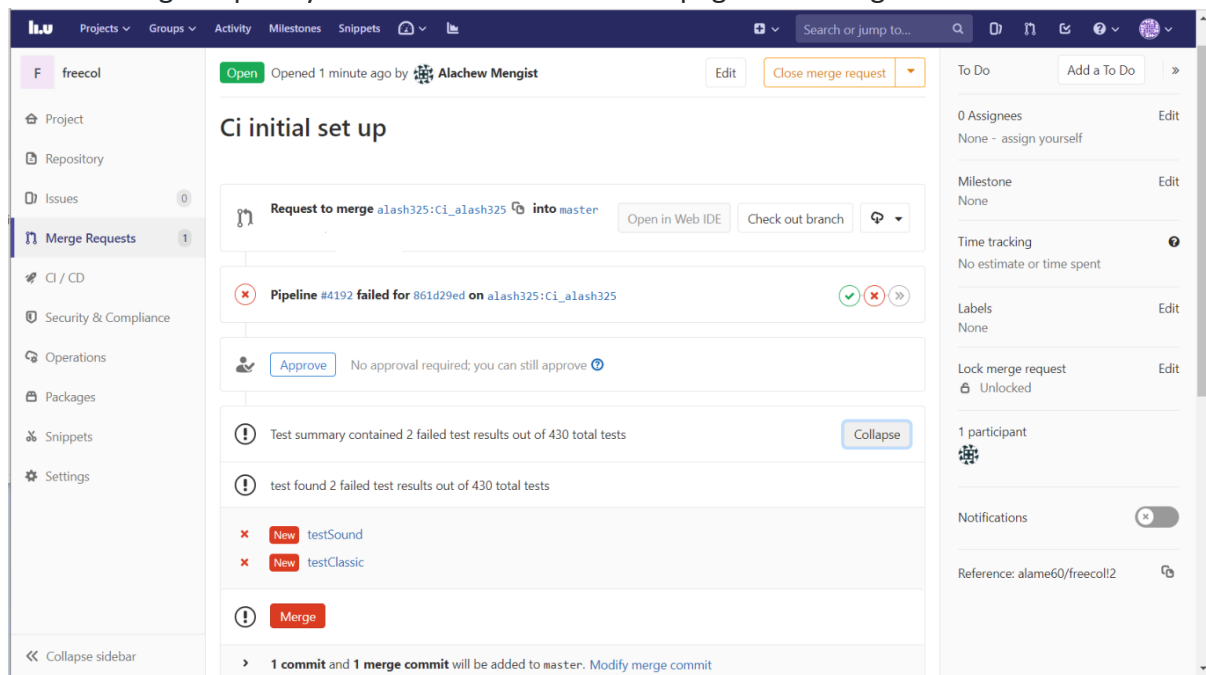 li.u Projects Groups Activity Milestones Snippets Search or jump to...
F freecol
Project
Repository
Issues 0
Merge Requests 1
CI / CD
Security & Compliance
Operations
Packages
Snippets
Settings
Collapse sidebar
Open Opened 1 minute ago by Alachew Mengist Edit Close merge request
Ci initial set up
Request to merge alash325:Ci_alash325 into master Open in Web IDE Check out branch
Pipeline #4192 failed for 861d29ed on alash325:Ci_alash325
Approve No approval required; you can still approve
Test summary contained 2 failed test results out of 430 total tests Collapse
test found 2 failed test results out of 430 total tests
New testSound
New testClassic
Merge
1 commit and 1 merge commit will be added to master. Modify merge commit
To Do Add a To Do
0 Assignees Edit
None - assign yourself
Milestone Edit
None
Time tracking
No estimate or time spent
Labels Edit
None
Lock merge request Edit
Unlocked
1 participant
Notifications
Reference: alame60/freecol!2